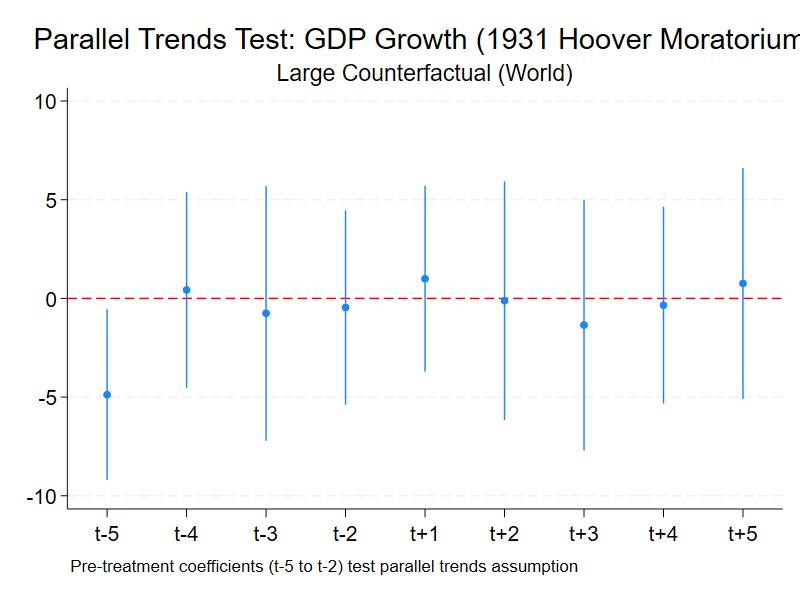 Parallel Trends Test: GDP Growth (1931 Hoover Moratorium
Large Counterfactual (World)
10
5
0
-5
-10
t-5 t-4 t-3 t-2 t+1 t+2 t+3 t+4 t+5
Pre-treatment coefficients (t-5 to t-2) test parallel trends assumption